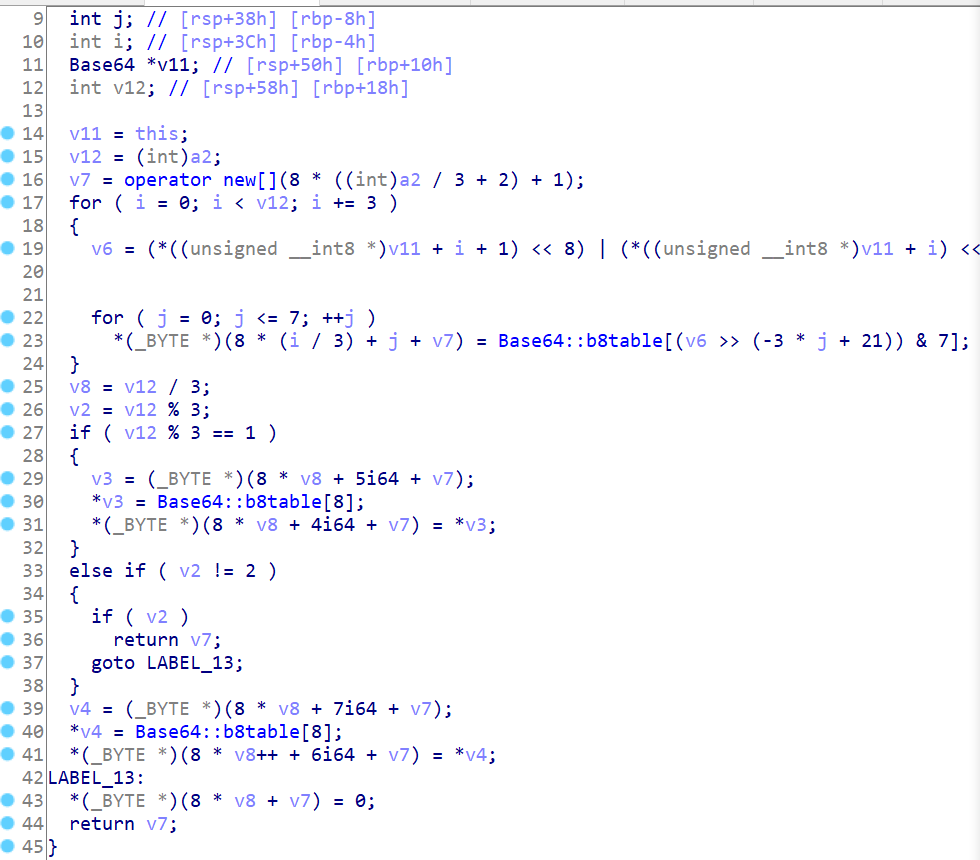 9 int j; // [rsp+38h] [rbp-8h]
10 int i; // [rsp+3Ch] [rbp-4h]
11 Base64 *v11; // [rsp+50h] [rbp+10h]
12 int v12; // [rsp+58h] [rbp+18h]
13
14 v11 = this;
15 v12 = (int)a2;
16 v7 = operator new[](8 * ((int)a2 / 3 + 2) + 1);
17 for ( i = 0; i < v12; i += 3 )
18 {
19 v6 = (*((unsigned __int8 *)v11 + i + 1) << 8) | (*((unsigned __int8 *)v11 + i) <<
20
21
22 for ( j = 0; j <= 7; ++j )
23 *(_BYTE *)(8 * (i / 3) + j + v7) = Base64::b8table[(v6 >> (-3 * j + 21)) & 7];
24 }
25 v8 = v12 / 3;
26 v2 = v12 % 3;
27 if ( v12 % 3 == 1 )
28 {
29 v3 = (_BYTE *)(8 * v8 + 5i64 + v7);
30 *v3 = Base64::b8table[8];
31 *(_BYTE *)(8 * v8 + 4i64 + v7) = *v3;
32 }
33 else if ( v2 != 2 )
34 {
35 if ( v2 )
36 return v7;
37 goto LABEL_13;
38 }
39 v4 = (_BYTE *)(8 * v8 + 7i64 + v7);
40 *v4 = Base64::b8table[8];
41 *(_BYTE *)(8 * v8++ + 6i64 + v7) = *v4;
42 LABEL_13:
43 *(_BYTE *)(8 * v8 + v7) = 0;
44 return v7;
45 }